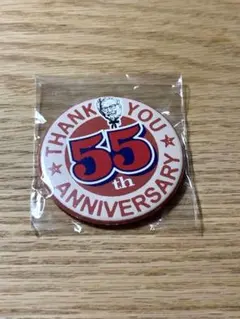 THANK YOU
55
th
★ ANNIVERSARY ★